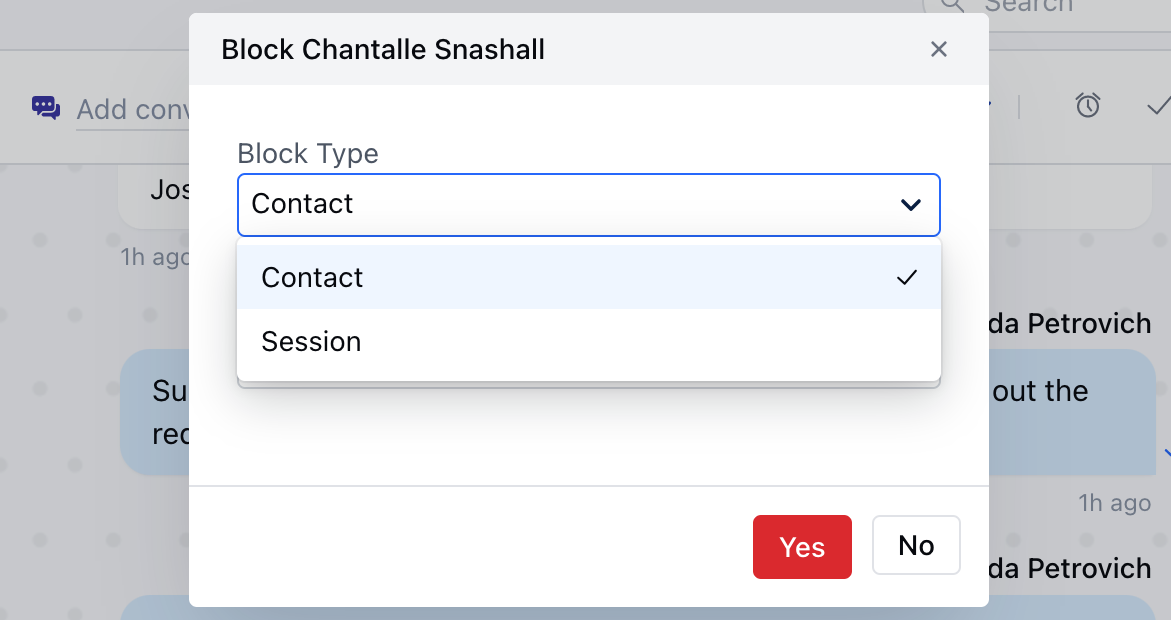 Search
Block Chantalle Snashall
Add conv
Block Type
Contact
Jos
1h ago
Contact
Session
da Petrovich
Su
out the
rec
1h ago
Yes
No
da Petrovich